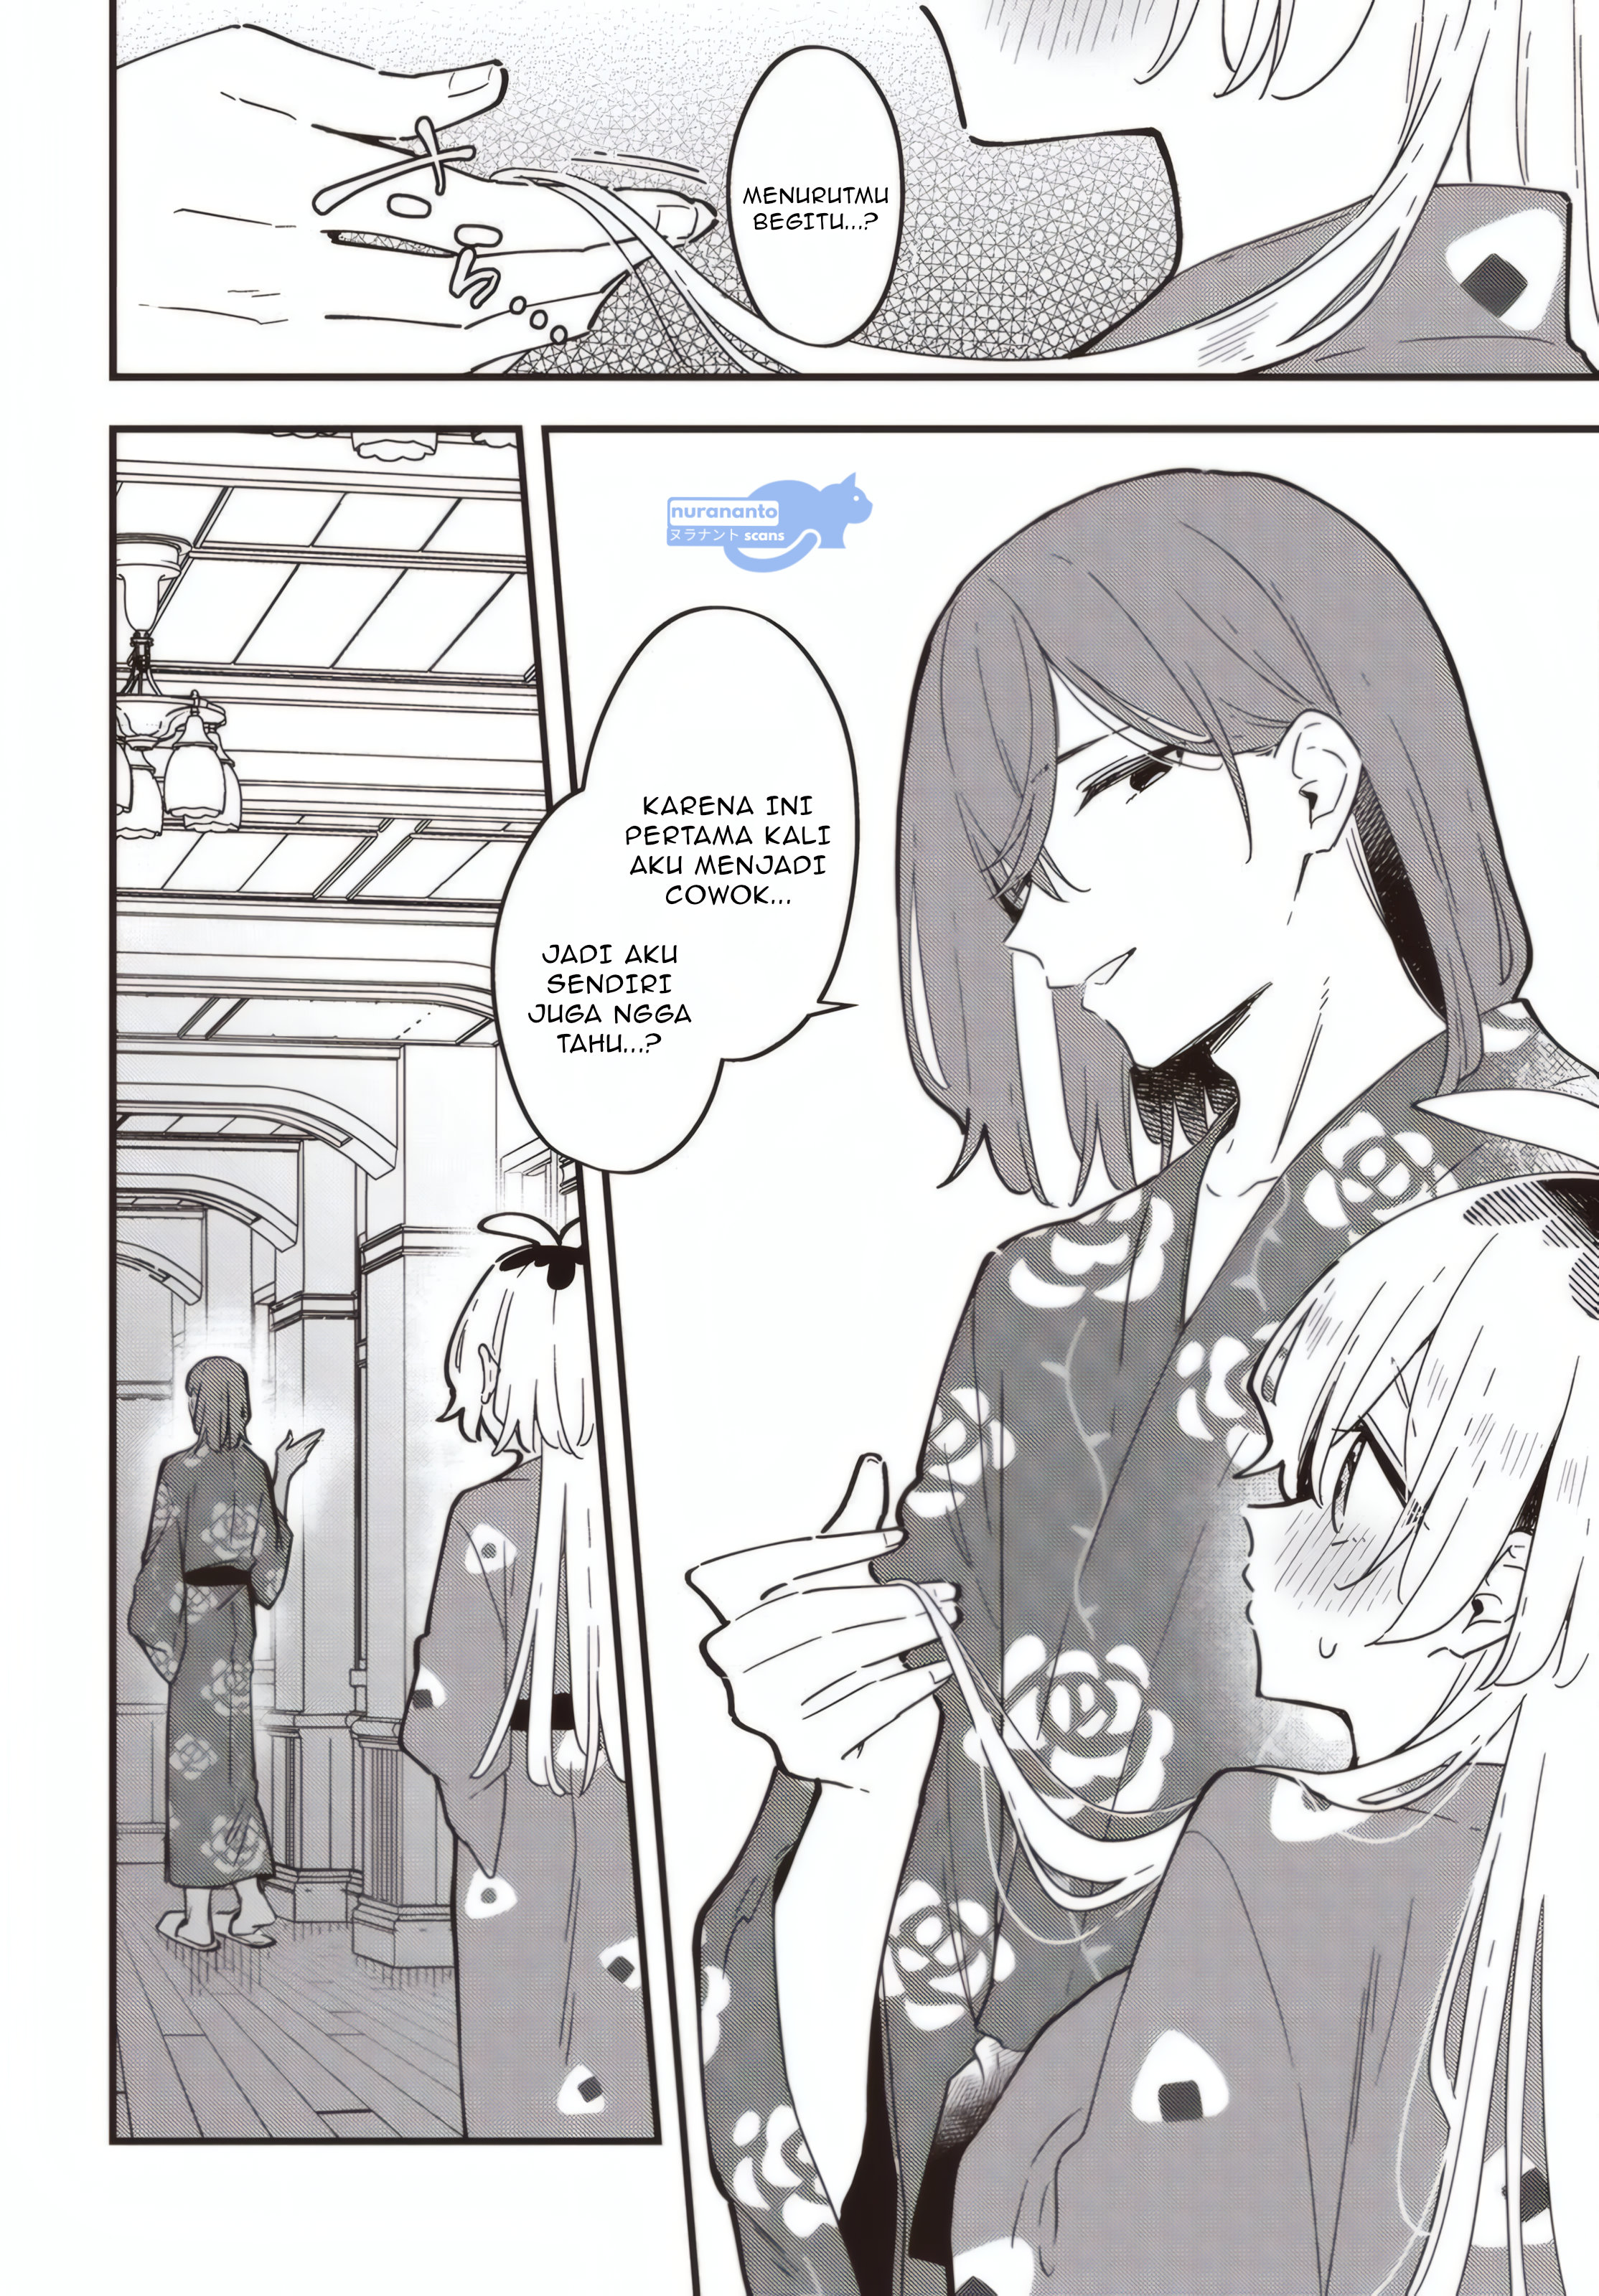 MENURUTMU
BEGITU...?
nurananto
ヌラナント scans
KARENA INI
PERTAMA KALI
AKU MENJADI
COWOK...
JADI AKU
SENDIRI
JUGA NGGA
TAHU...?